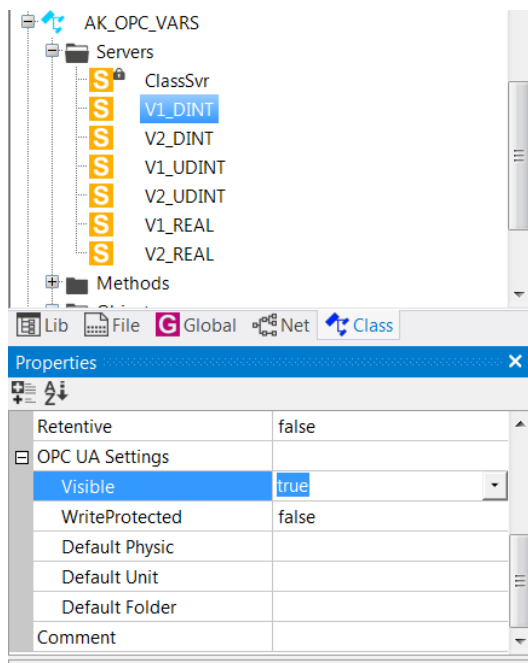 AK_OPC_VARS
Servers
S ClassSvr
S V1_DINT
S V2_DINT
S V1_UDINT
S V2_UDINT
S V1_REAL
S V2_REAL
Methods
Lib File G Global Net Class
Properties
Retentive false
OPC UA Settings
Visible true
WriteProtected false
Default Physic
Default Unit
Default Folder
Comment